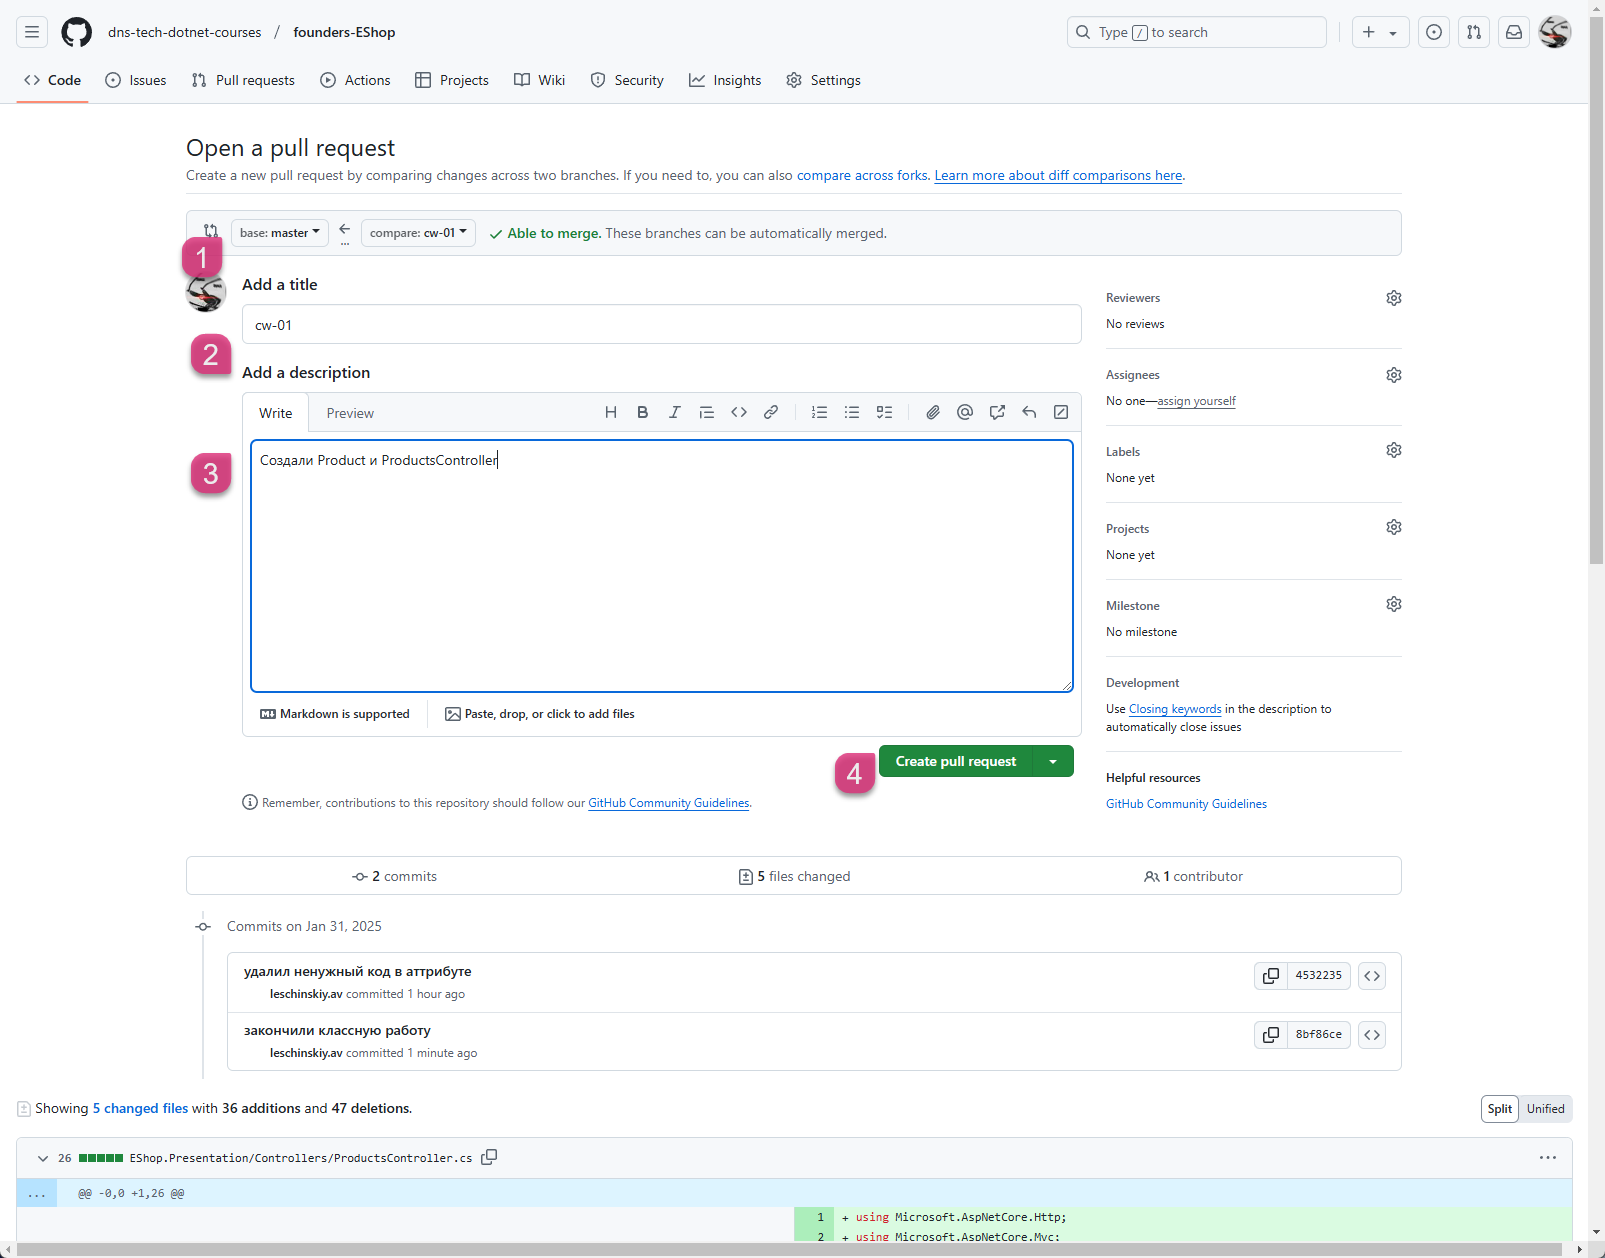 dns-tech-dotnet-courses / founders-EShop
Type / to search
Code Issues Pull requests Actions Projects Wiki Security Insights Settings
Open a pull request
Create a new pull request by comparing changes across two branches. If you need to, you can also compare across forks. Learn more about diff comparisons here.
base: master compare: cw-01 Able to merge. These branches can be automatically merged.
1
Add a title
cw-01
2
Add a description
Write Preview
3
Создали Product и ProductsController
Markdown is supported Paste, drop, or click to add files
4
Create pull request
Remember, contributions to this repository should follow our GitHub Community Guidelines.
Reviewers
No reviews
Assignees
No one—assign yourself
Labels
None yet
Projects
None yet
Milestone
No milestone
Development
Use Closing keywords in the description to
automatically close issues
Helpful resources
GitHub Community Guidelines
2 commits 5 files changed 1 contributor
Commits on Jan 31, 2025
удалил ненужный код в аттрибуте
leschinskiy.av committed 1 hour ago
4532235
закончили классную работу
leschinskiy.av committed 1 minute ago
8bf86ce
Showing 5 changed files with 36 additions and 47 deletions.
Split Unified
26 EShop.Presentation/Controllers/ProductsController.cs
... @@ -0,0 +1,26 @@
1 + using Microsoft.AspNetCore.Http;
2 + using Microsoft.AspNetCore.Mvc;